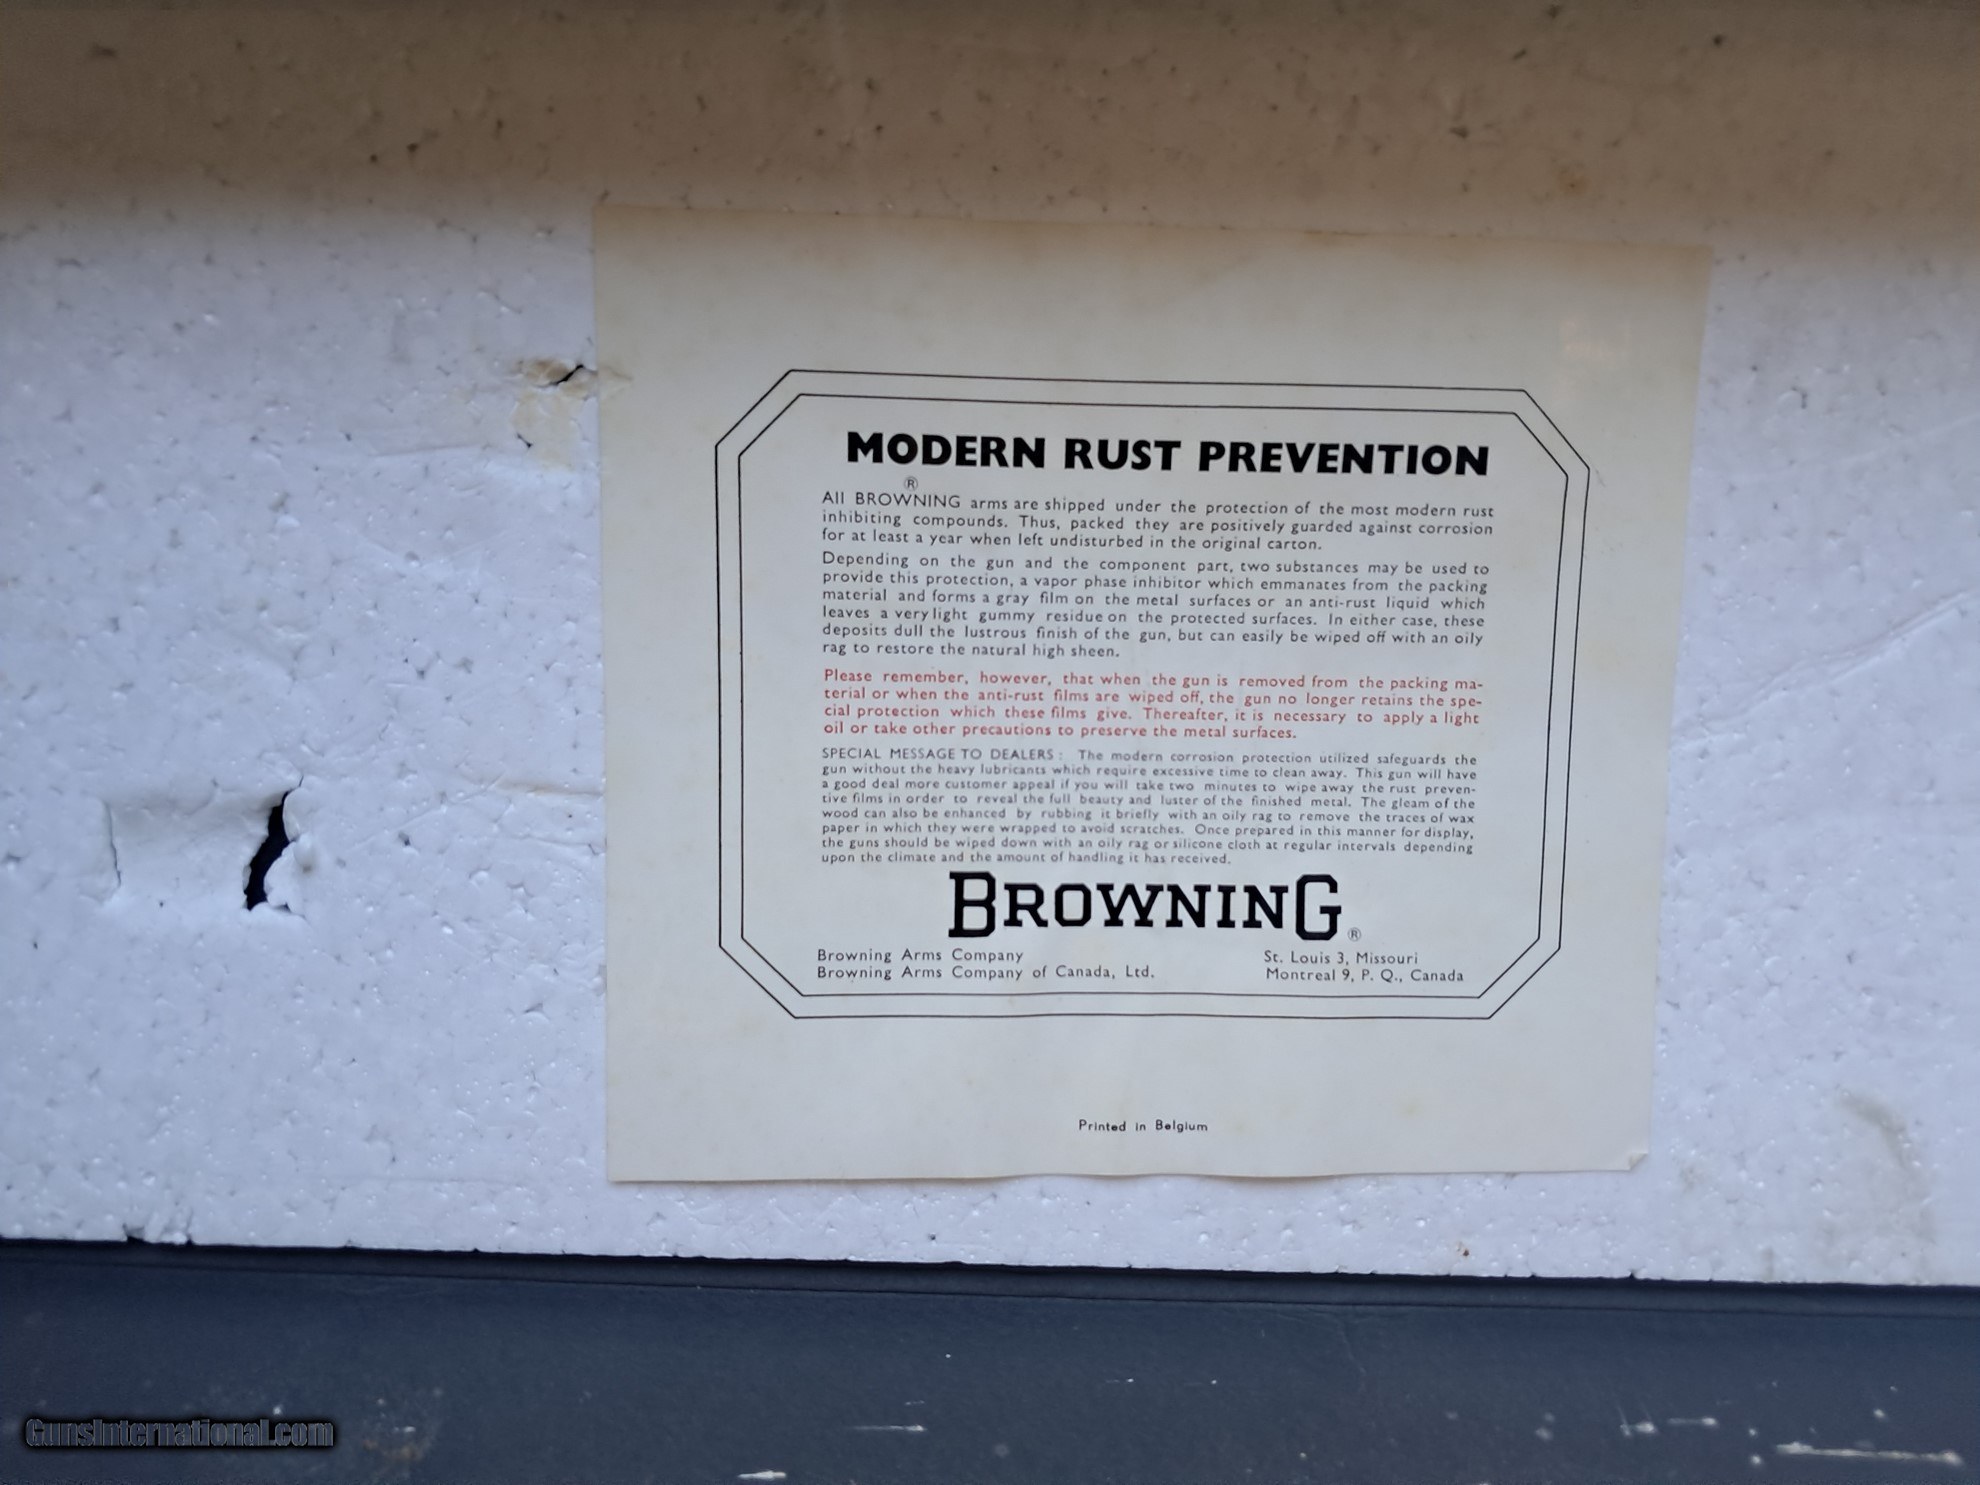 MODERN RUST PREVENTION
All BROWNING® arms are shipped under the protection of the most modern rust
inhibiting compounds. Thus, packed they are positively guarded against corrosion
for at least a year when left undisturbed in the original carton.
Depending on the gun and the component part, two substances may be used to
provide this protection, a vapor phase inhibitor which emmanates from the packing
material and forms a gray film on the metal surfaces or an anti-rust liquid which
leaves a very light gummy residue on the protected surfaces. In either case, these
deposits dull the lustrous finish of the gun, but can easily be wiped off with an oily
rag to restore the natural high sheen.
Please remember, however, that when the gun is removed from the packing ma-
terial or when the anti-rust films are wiped off, the gun no longer retains the spe-
cial protection which these films give. Thereafter, it is necessary to apply a light
oil or take other precautions to preserve the metal surfaces.
SPECIAL MESSAGE TO DEALERS : The modern corrosion protection utilized safeguards the
gun without the heavy lubricants which require excessive time to clean away. This gun will have
a good deal more customer appeal if you will take two minutes to wipe away the rust preven-
tive films in order to reveal the full beauty and luster of the finished metal. The gleam of the
wood can also be enhanced by rubbing it briefly with an oily rag to remove the traces of wax
paper in which they were wrapped to avoid scratches. Once prepared in this manner for display,
the guns should be wiped down with an oily rag or silicone cloth at regular intervals depending
upon the climate and the amount of handling it has received.
BROWNING®
Browning Arms Company St. Louis 3, Missouri
Browning Arms Company of Canada, Ltd. Montreal 9, P. Q., Canada
Printed in Belgium
GunsInternational.com